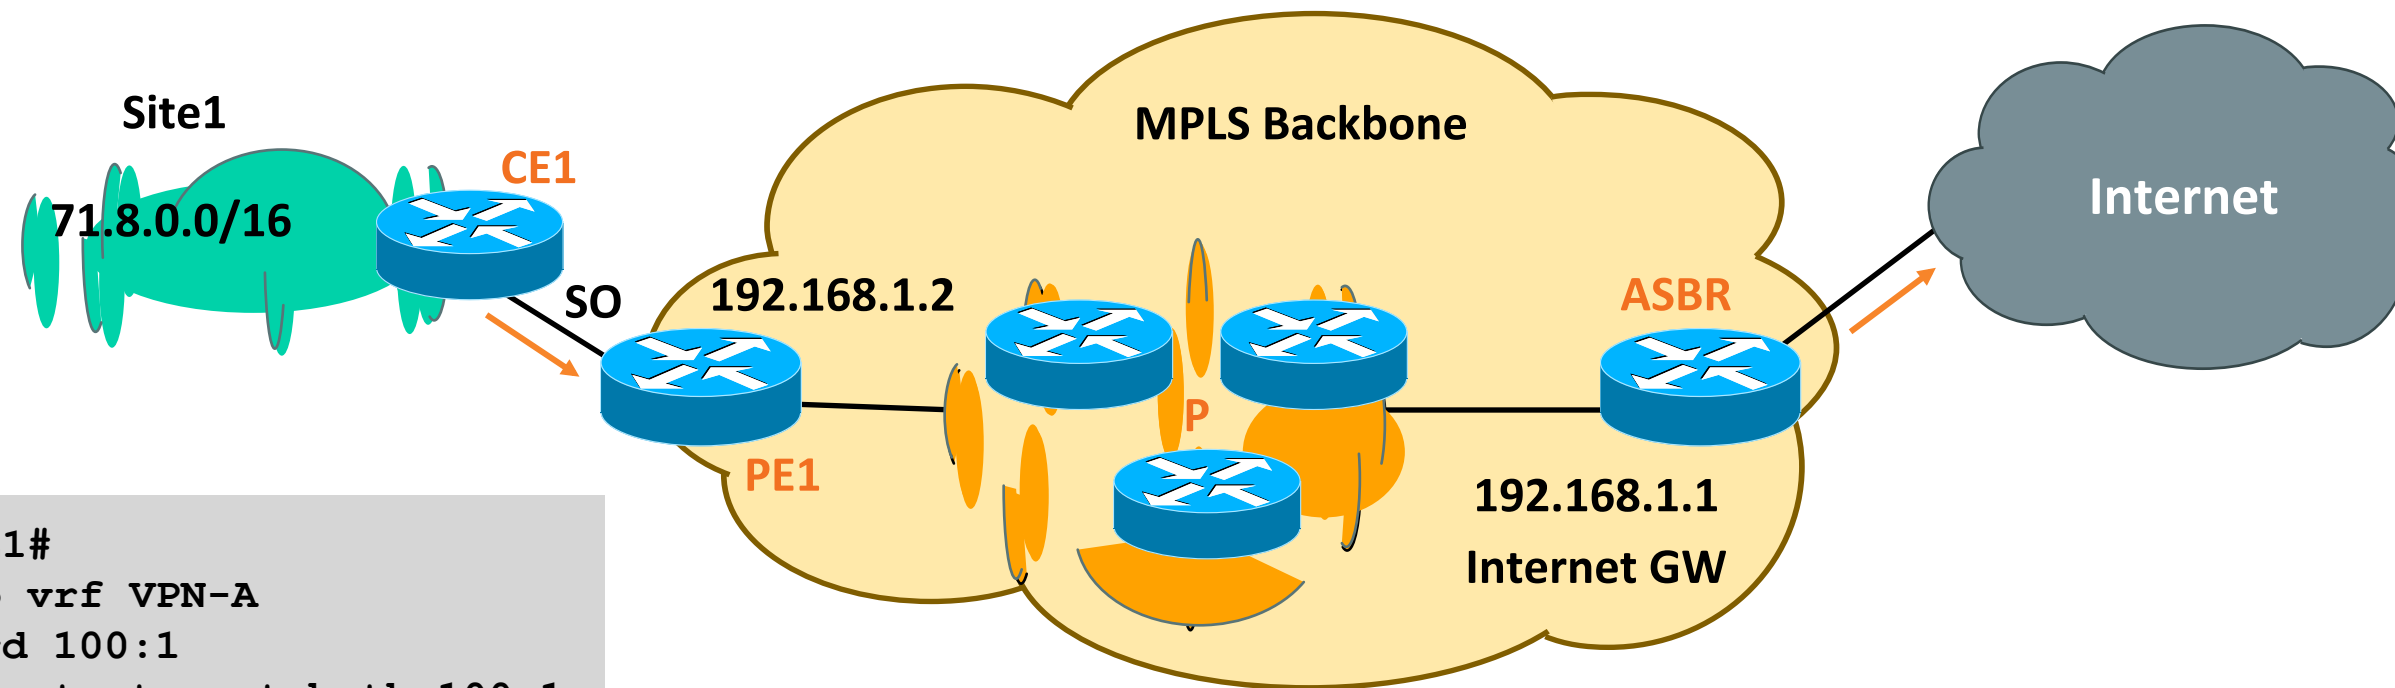 Site1
MPLS Backbone
CE1
71.8.0.0/16
Internet
SO
192.168.1.2
ASBR
P
PE1
192.168.1.1
Internet GW
1#
vrf VPN-A
100:1